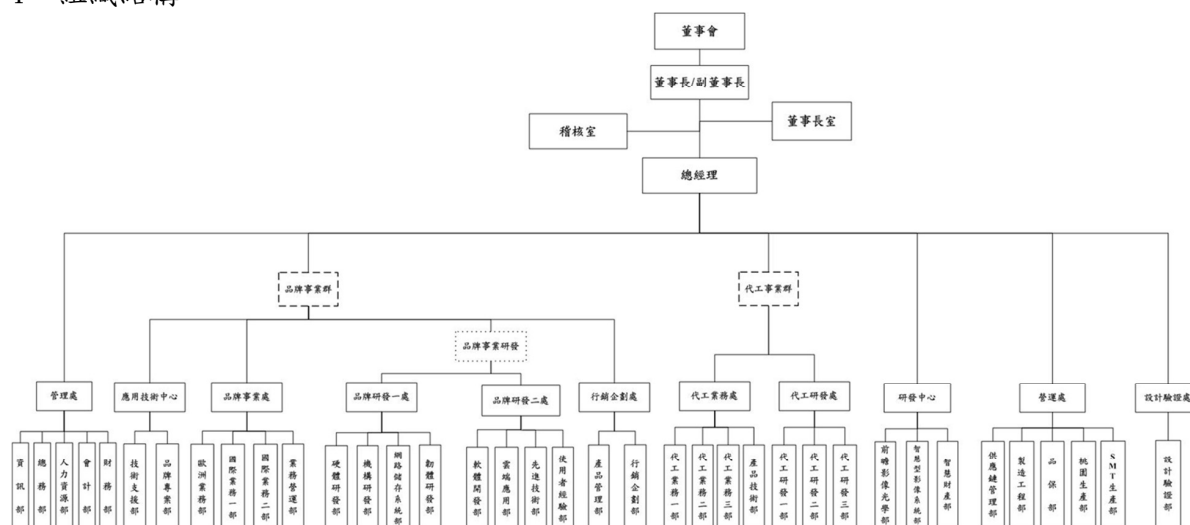 組織結構
董事會
董事長/副董事長
稽核室
董事長室
總經理
品牌事業群
代工事業群
品牌事業研發
管理處
應用技術中心
品牌事業處
品牌研發一處
品牌研發二處
行銷企劃處
代工業務處
代工研發處
研發中心
營運處
設計驗證處
資訊部
總務部
人力資源部
會計部
財務部
技術支援部
品牌專案部
歐洲業務部
國際業務一部
國際業務二部
業務營運部
硬體研發部
機構研發部
網路儲存系統部
韌體研發部
軟體開發部
雲端應用部
先進技術部
使用者經驗部
產品管理部
行銷企劃部
代工業務一部
代工業務二部
代工業務三部
產品技術部
代工研發一部
代工研發二部
代工研發三部
前瞻影像光學部
智慧型影像系統部
智慧財產部
供應鏈管理部
製造工程部
品保部
桃園生產部
SMT生產部
設計驗證部